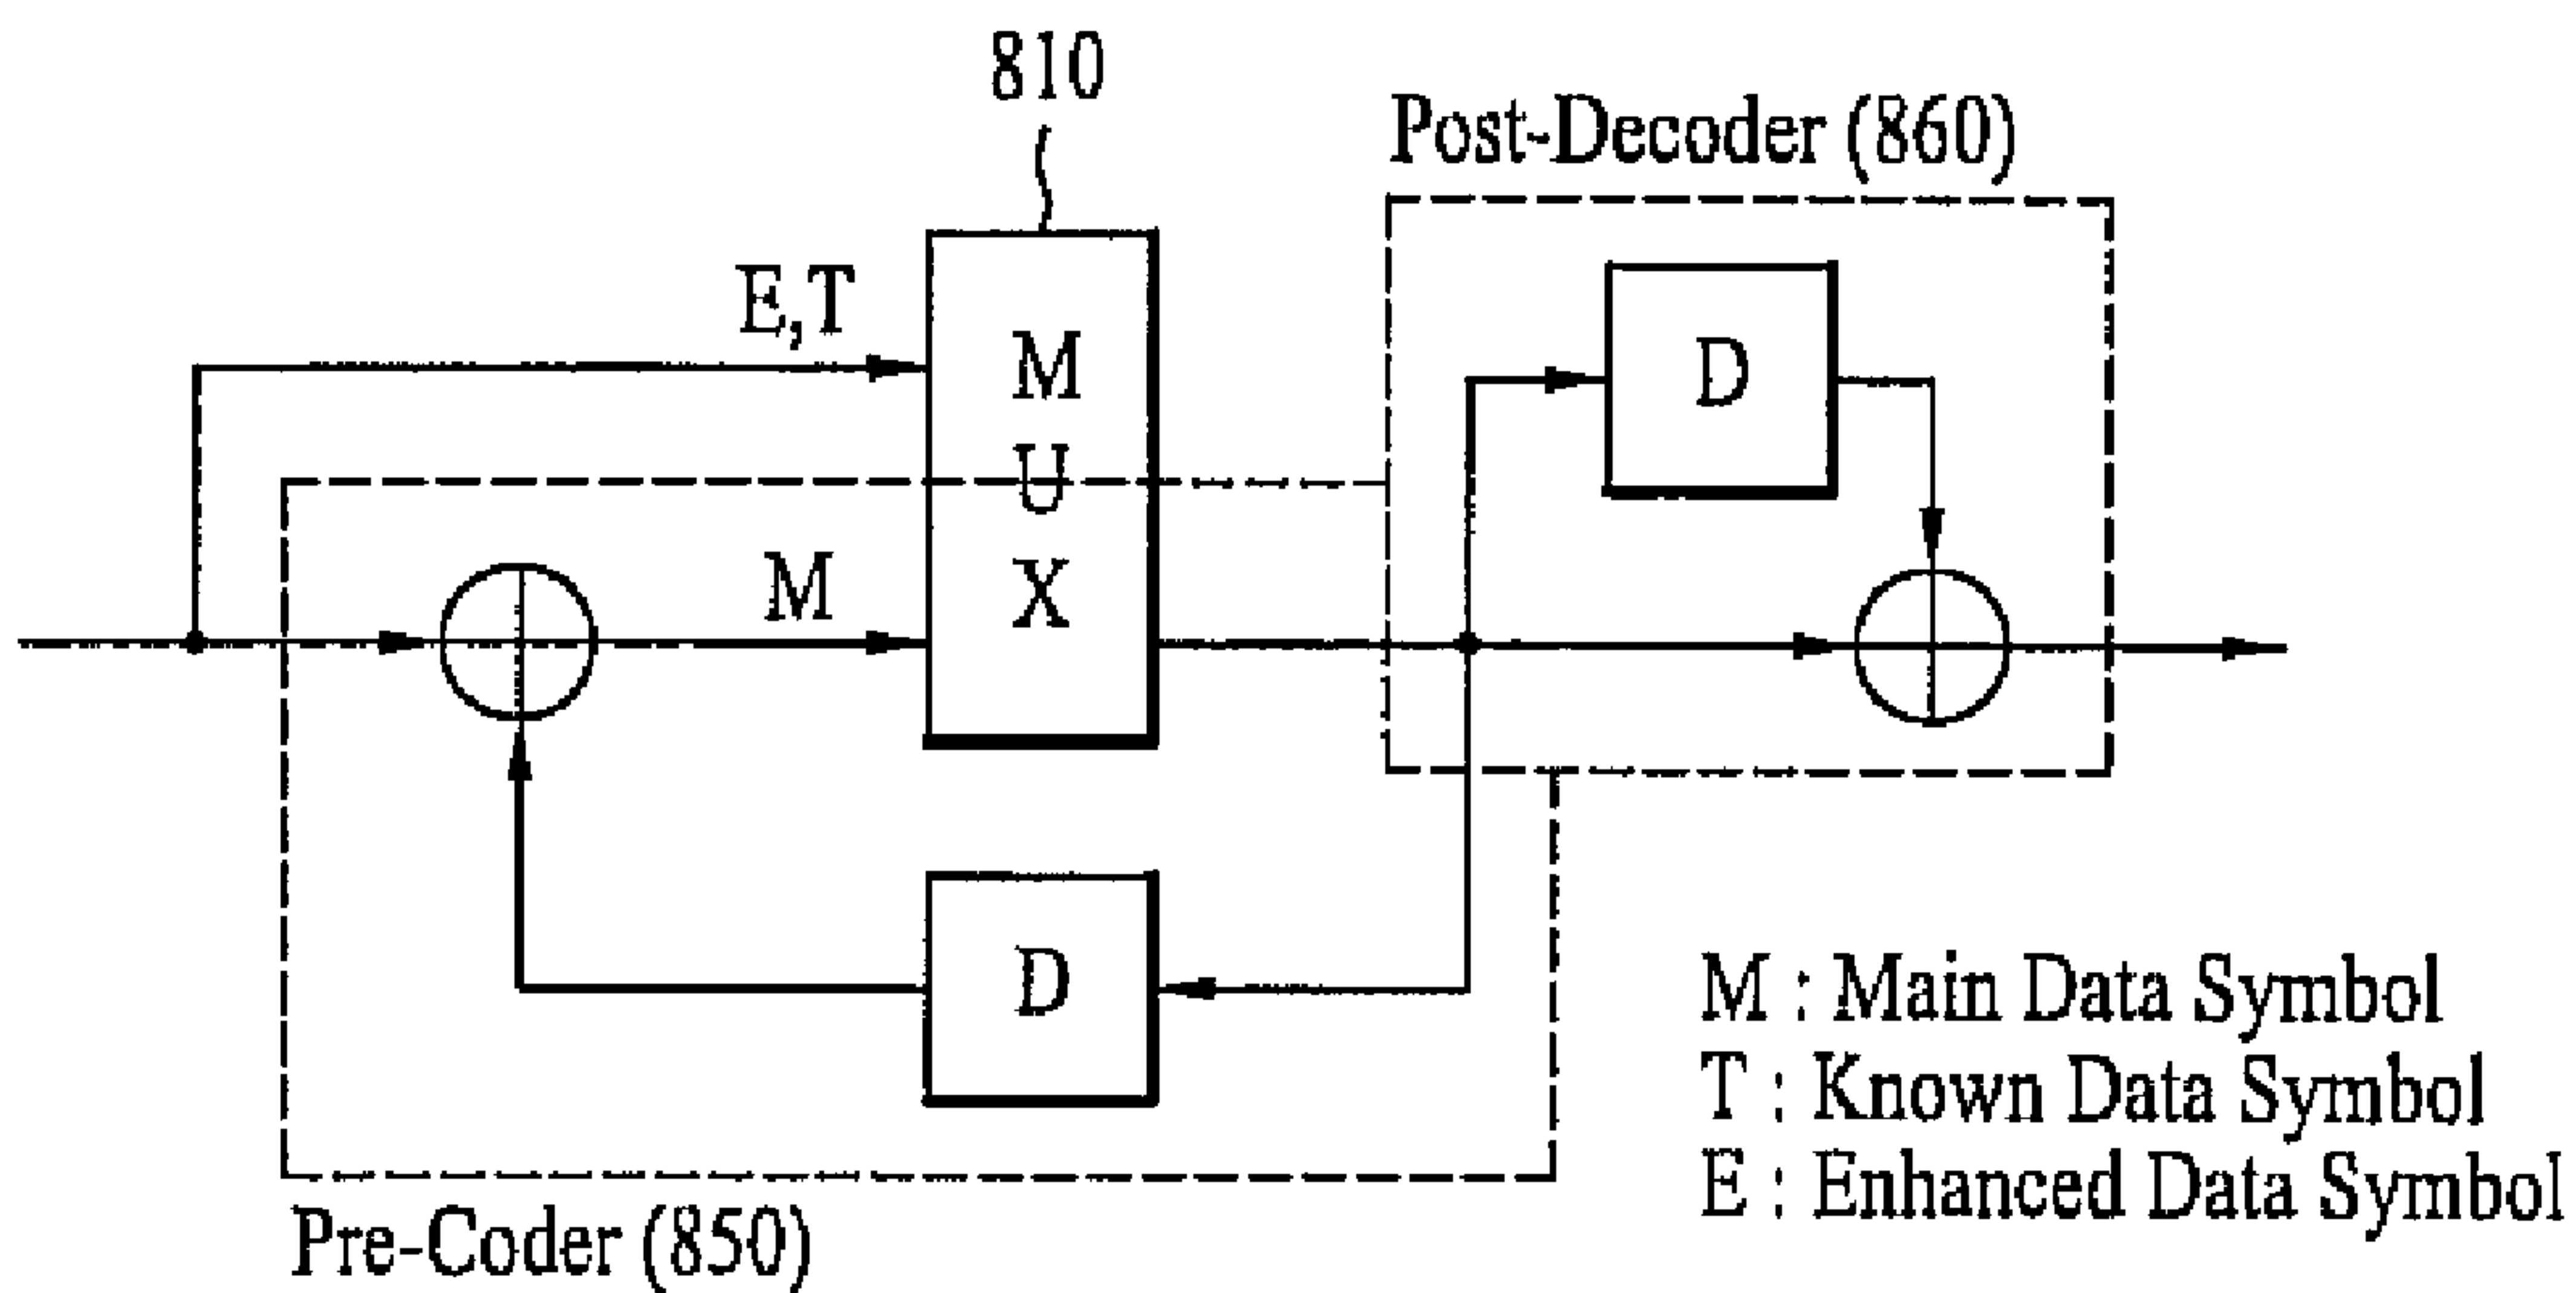 810
Post-Decoder (860)
E,T
M
U
X
D
M
D
M : Main Data Symbol
T : Known Data Symbol
E : Enhanced Data Symbol
Pre-Coder (850)